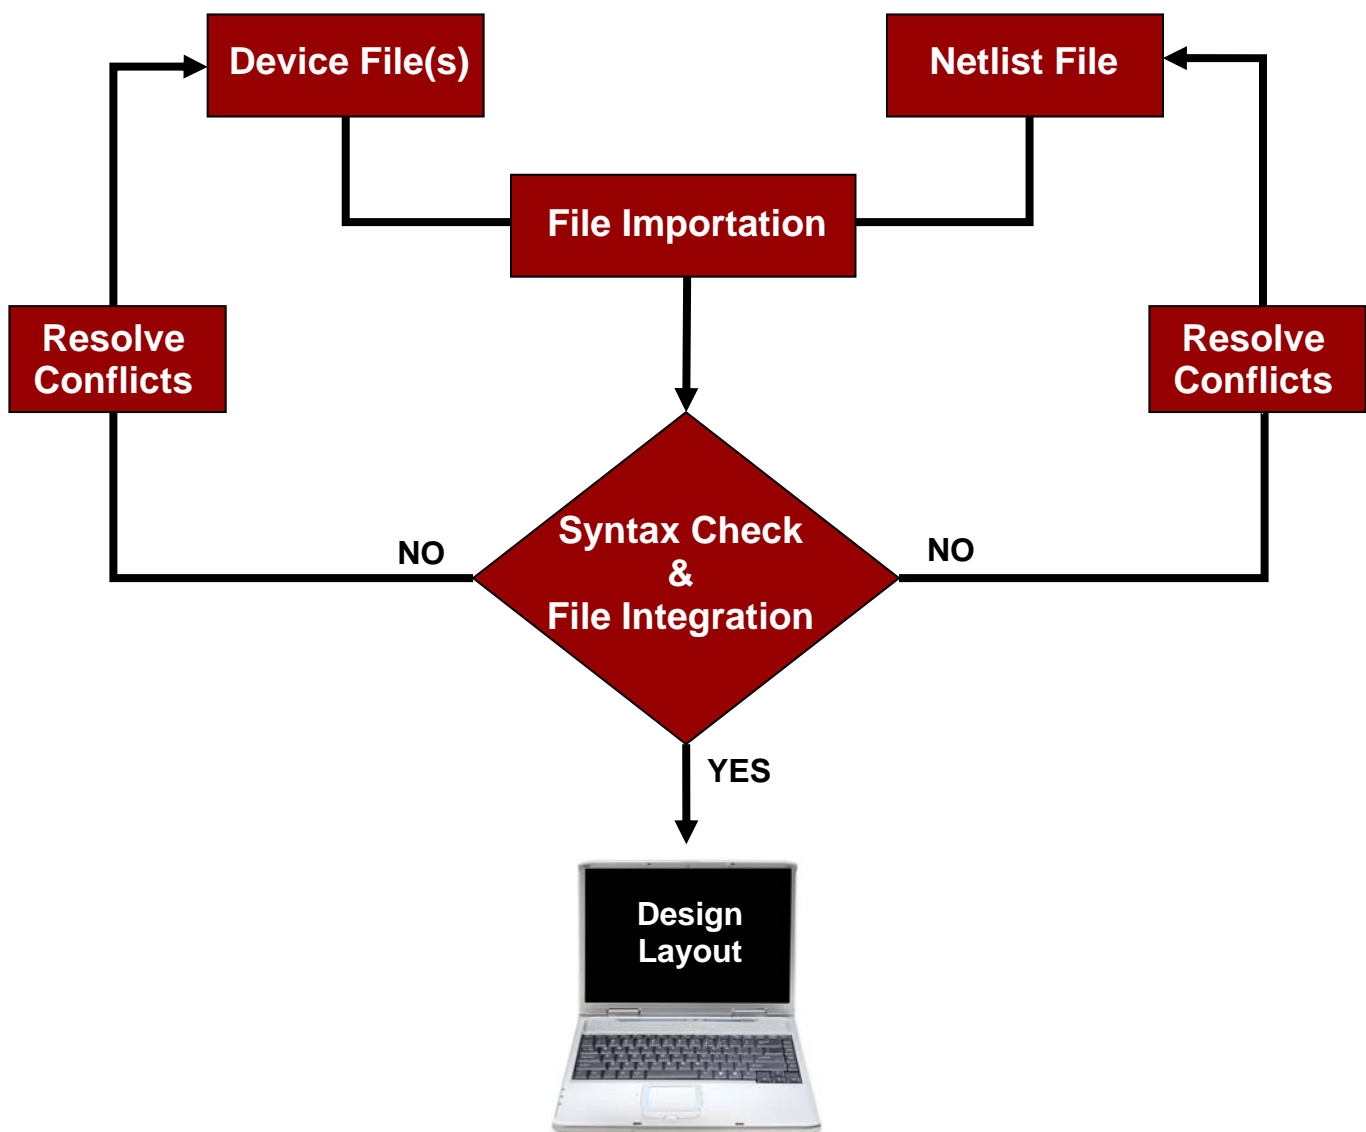 Device File(s)
Netlist File
File Importation
Resolve
Conflicts
Resolve
Conflicts
Syntax Check
&
File Integration
NO
NO
YES
Design
Layout